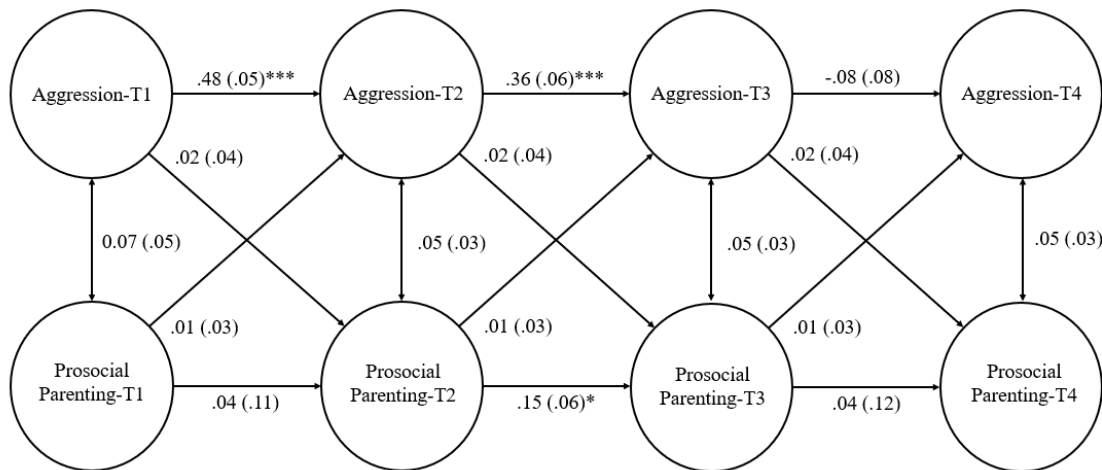 .48 (.05)***
.36 (.06)***
-.08 (.08)
Aggression-T1
Aggression-T2
Aggression-T3
Aggression-T4
.02 (.04)
.02 (.04)
.02 (.04)
0.07 (.05)
.05 (.03)
.05 (.03)
.05 (.03)
.01 (.03)
.01 (.03)
.01 (.03)
Prosocial
Parenting-T1
Prosocial
Parenting-T2
Prosocial
Parenting-T3
Prosocial
Parenting-T4
.04 (.11)
.15 (.06)*
.04 (.12)